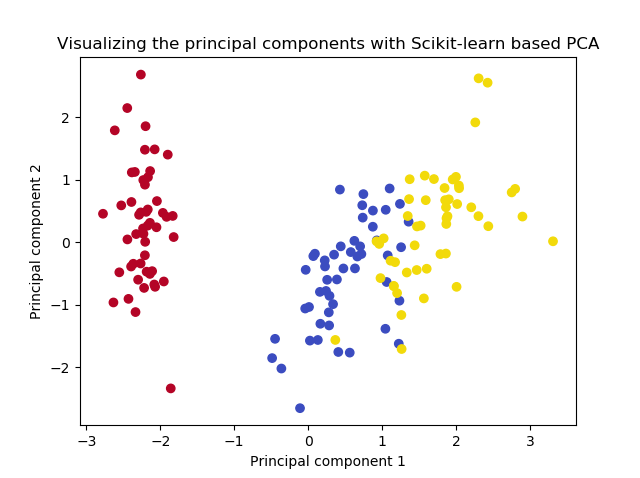 Visualizing the principal components with Scikit-learn based PCA
Principal component 2
2
1
0
−1
−2
−3 −2 −1 0 1 2 3
Principal component 1